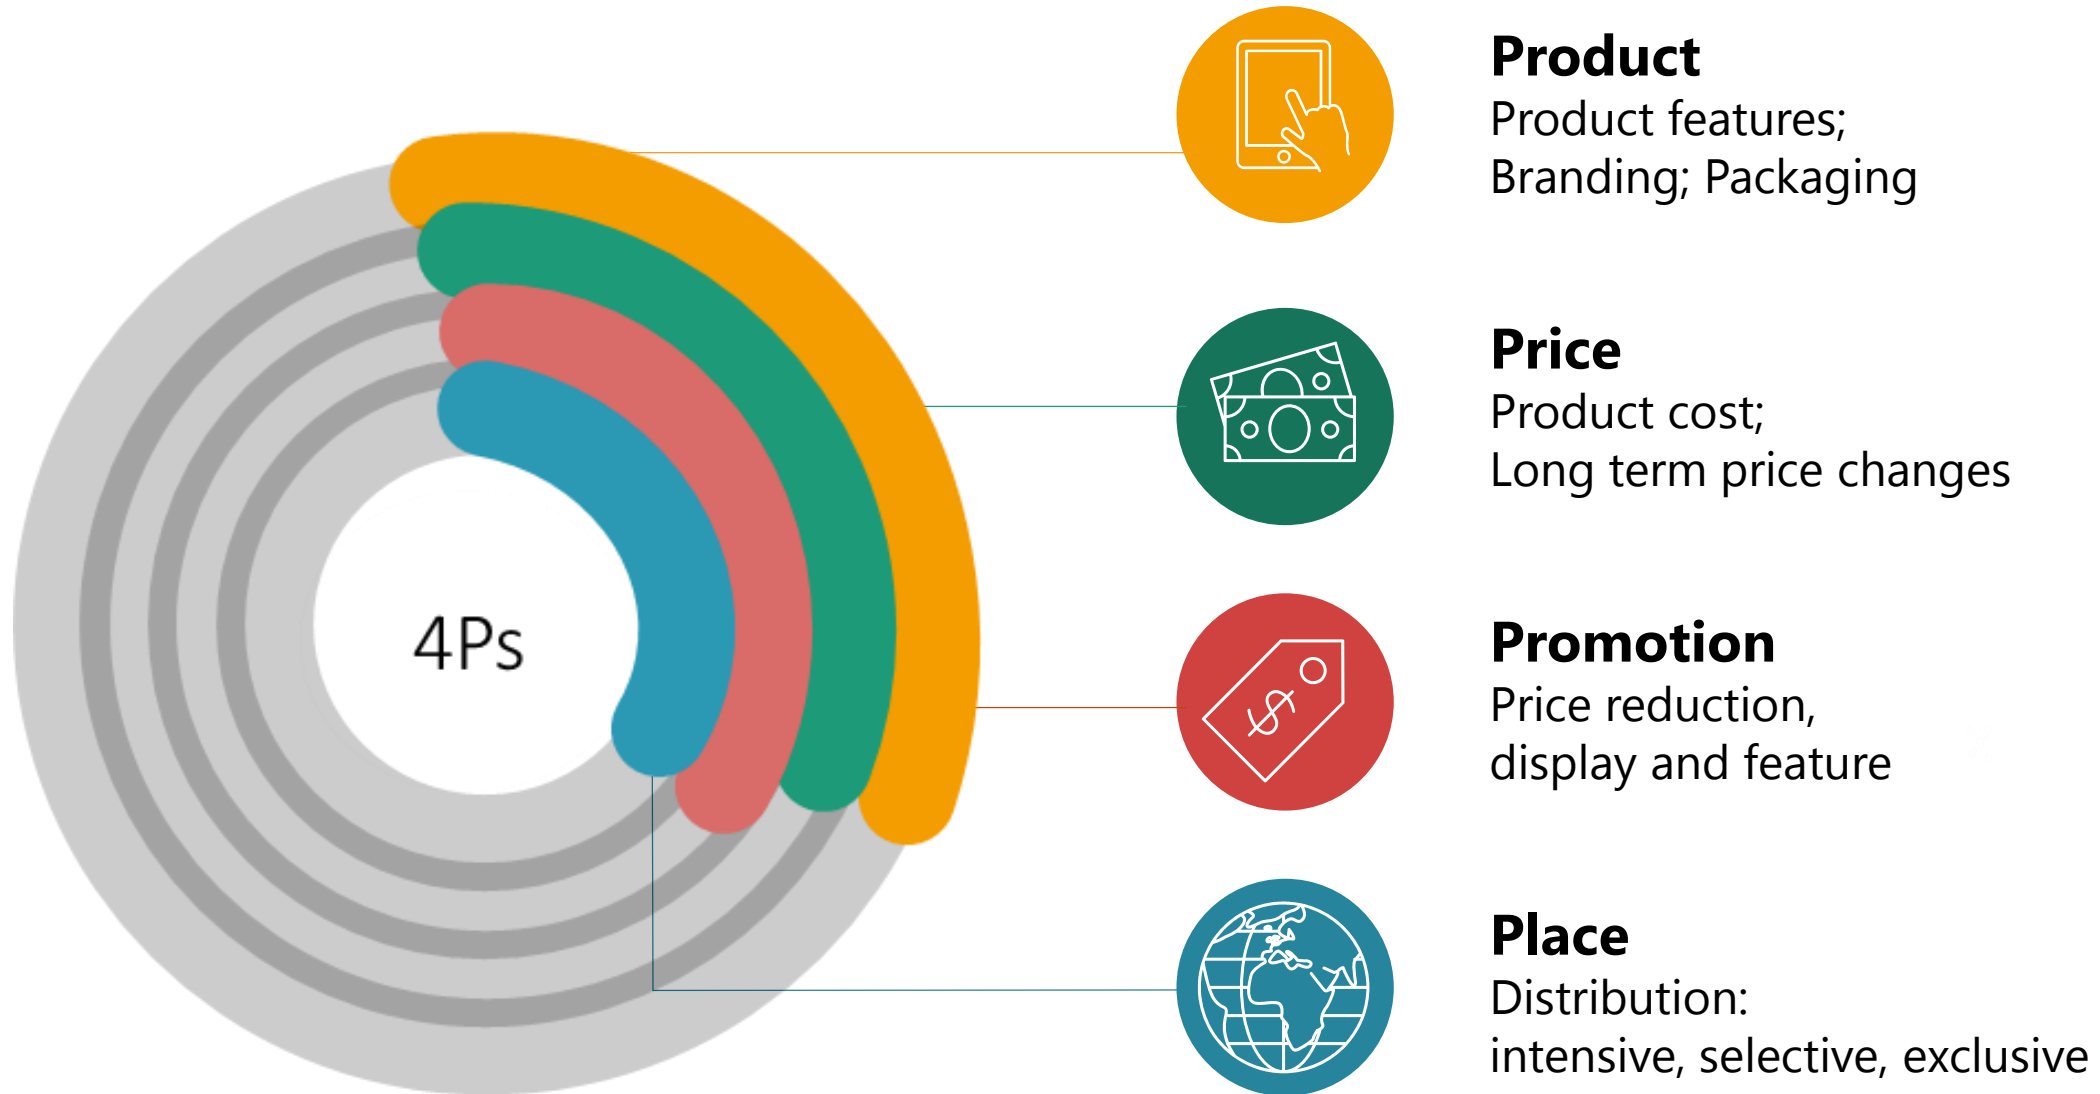 4Ps
Product
Product features;
Branding; Packaging
Price
Product cost;
Long term price changes
Promotion
Price reduction,
display and feature
Place
Distribution:
intensive, selective, exclusive